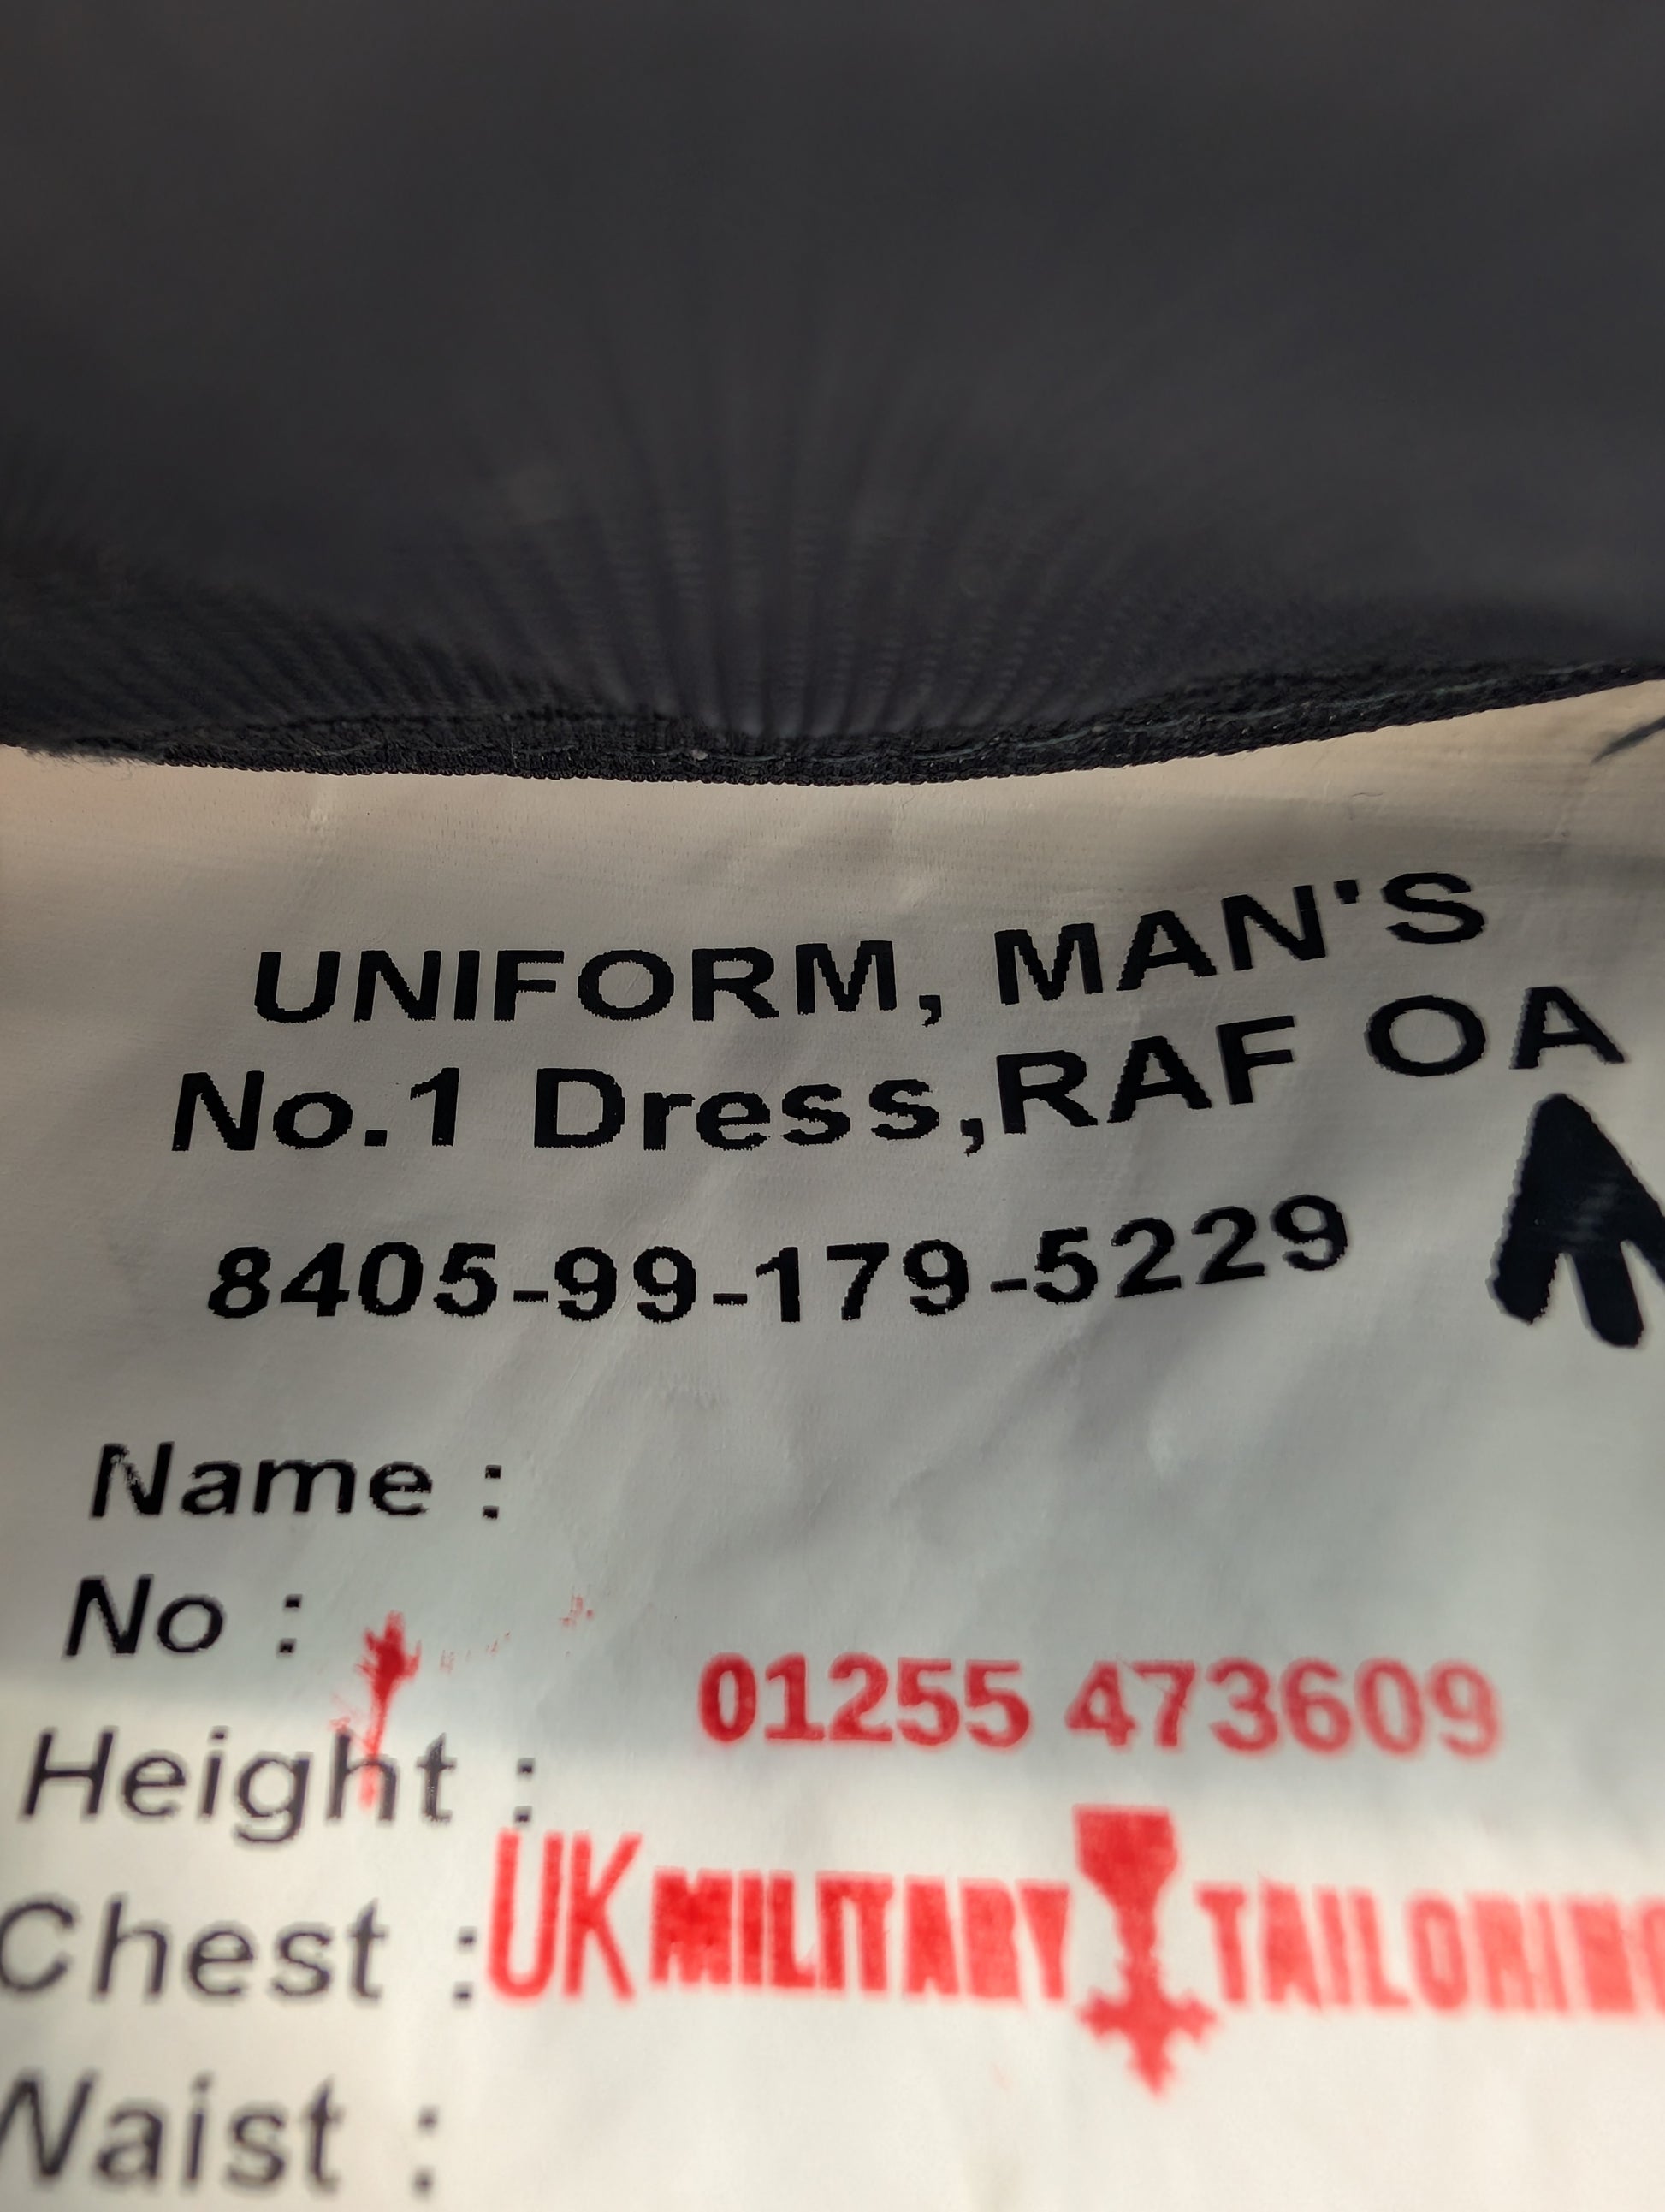 UNIFORM, MAN'S
No.1 Dress,RAF OA
8405-99-179-5229
Name :
No :
01255 473609
Height :
UK MILITARY TAILORING
Chest :
Waist :